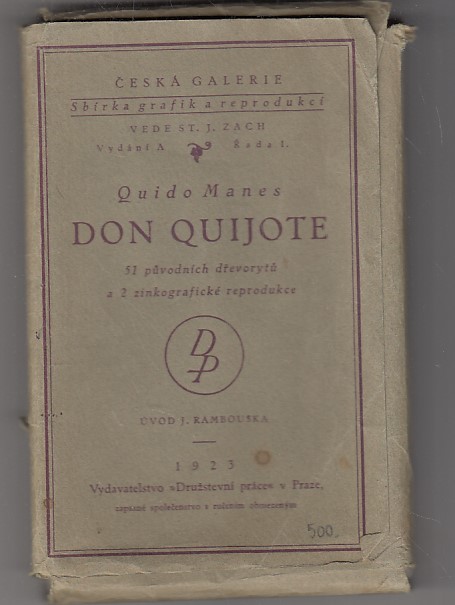 ČESKÁ GALERIE
Sbírka grafik a reprodukcí
VEDE ST. J. ZACH
Vydání A Řada I.
Quido Manes
DON QUIJOTE
51 původních dřevorytů
a 2 zinkografické reprodukce
DP
ÚVOD J. RAMBOUSKA
1923
Vydavatelstvo »Družstevní práce« v Praze,
zapsané společenstvo s ručením obmezeným
500,